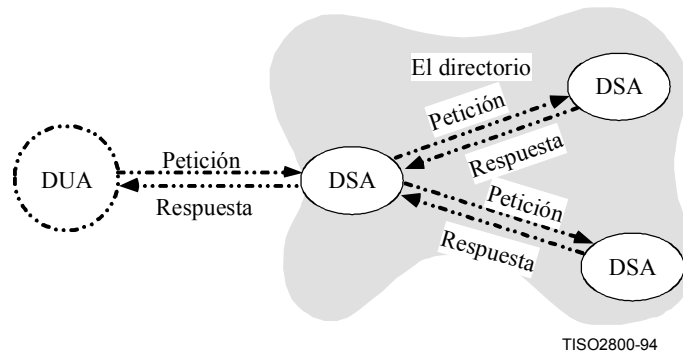 El directorio
DSA
Petición
Respuesta
Petición
DUA
DSA
Respuesta
Petición
Respuesta
DSA
TISO2800-94